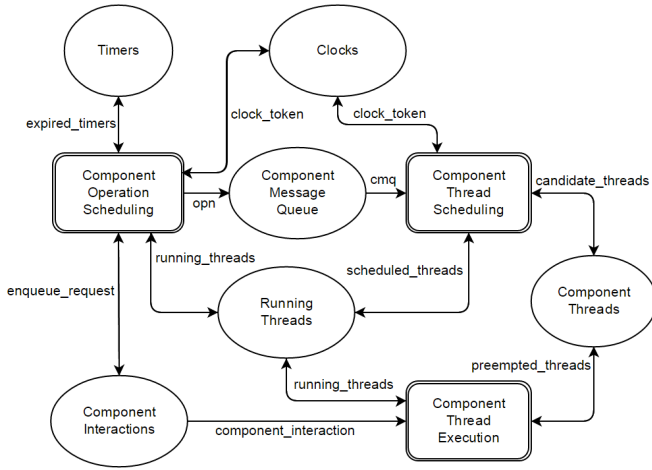 Timers
Clocks
expired_timers
clock_token
clock_token
Component
Operation
Scheduling
opn
Component
Message
Queue
cmq
Component
Thread
Scheduling
candidate_threads
running_threads
scheduled_threads
enqueue_request
Running
Threads
Component
Threads
preempted_threads
running_threads
Component
Interactions
component_interaction
Component
Thread
Execution